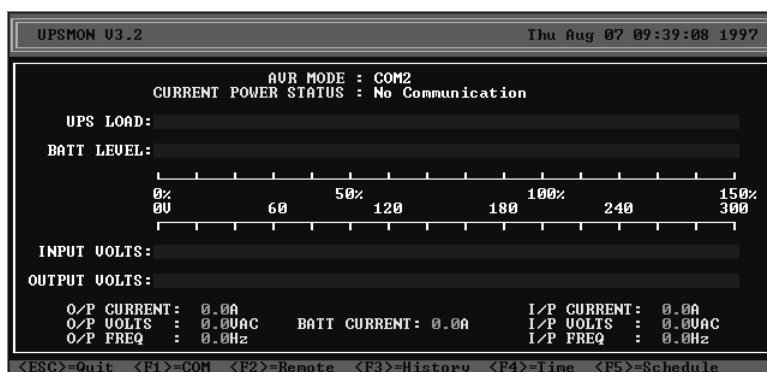 UPSMON V3.2 Thu Aug 07 09:39:08 1997
AVR MODE : COM2
CURRENT POWER STATUS : No Communication
UPS LOAD:
BATT LEVEL:
0% 50% 100% 150%
0V 60 120 180 240 300
INPUT VOLTS:
OUTPUT VOLTS:
O/P CURRENT: 0.0A I/P CURRENT: 0.0A
O/P VOLTS : 0.0VAC BATT CURRENT: 0.0A I/P VOLTS : 0.0VAC
O/P FREQ : 0.0Hz I/P FREQ : 0.0Hz
<ESC>=Quit <F1>=COM <F2>=Remote <F3>=History <F4>=Time <F5>=Schedule